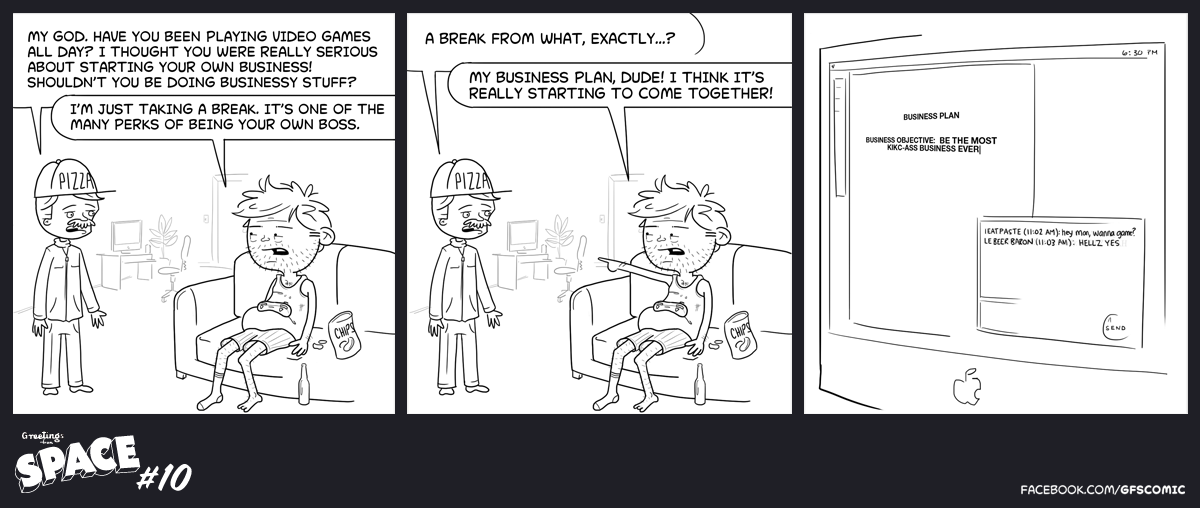 MY GOD. HAVE YOU BEEN PLAYING VIDEO GAMES
ALL DAY? I THOUGHT YOU WERE REALLY SERIOUS
ABOUT STARTING YOUR OWN BUSINESS!
SHOULDN'T YOU BE DOING BUSINESSY STUFF?
I'M JUST TAKING A BREAK. IT'S ONE OF THE
MANY PERKS OF BEING YOUR OWN BOSS.
PIZZA
CHIPS
A BREAK FROM WHAT, EXACTLY...?
MY BUSINESS PLAN, DUDE! I THINK IT'S
REALLY STARTING TO COME TOGETHER!
PIZZA
CHIPS
6:30 PM
BUSINESS PLAN
BUSINESS OBJECTIVE: BE THE MOST
KIKC-ASS BUSINESS EVER
IEATPASTE (11:02 AM): hey man, wanna game?
LE BEER BARON (11:03 AM): HELLZ YES
SEND
Greetings
from
SPACE
#10
FACEBOOK.COM/GFSCOMIC